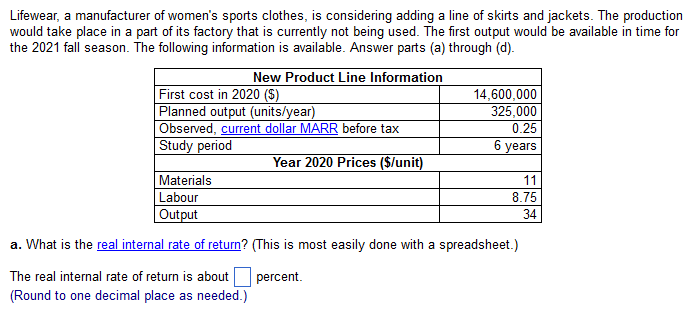 Lifewear, a manufacturer of women's sports clothes, is considering adding a line of skirts and jackets. The production
would take place in a part of its factory that is currently not being used. The first output would be available in time for
the 2021 fall season. The following information is available. Answer parts (a) through (d).
New Product Line Information
First cost in 2020 ($) 14,600,000
Planned output (units/year) 325,000
Observed, current dollar MARR before tax 0.25
Study period 6 years
Year 2020 Prices ($/unit)
Materials 11
Labour 8.75
Output 34
a. What is the real internal rate of return? (This is most easily done with a spreadsheet.)
The real internal rate of return is about percent.
(Round to one decimal place as needed.)